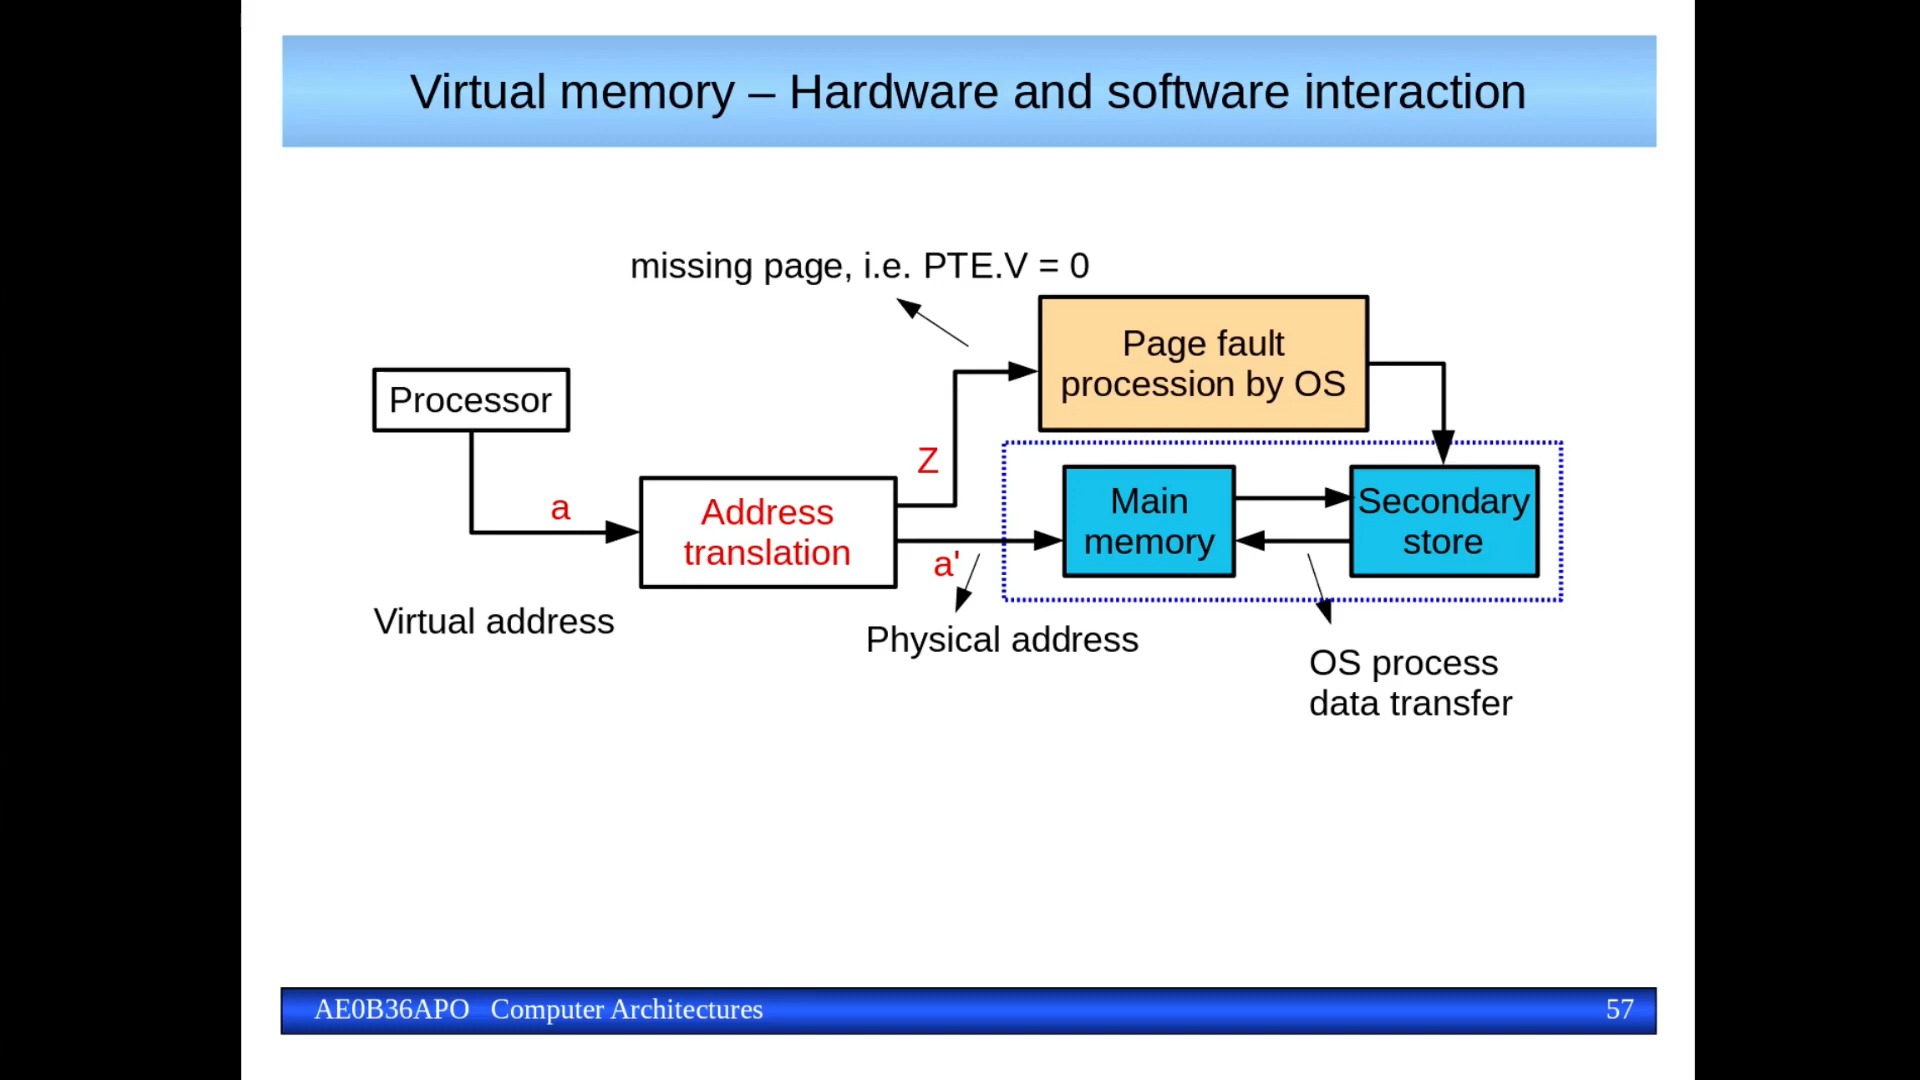 Virtual memory – Hardware and software interaction
missing page, i.e. PTE.V = 0
Page fault
procession by OS
Processor
Z
a
Address
translation
Main
memory
Secondary
store
a'
Virtual address
Physical address
OS process
data transfer
AE0B36APO Computer Architectures
57